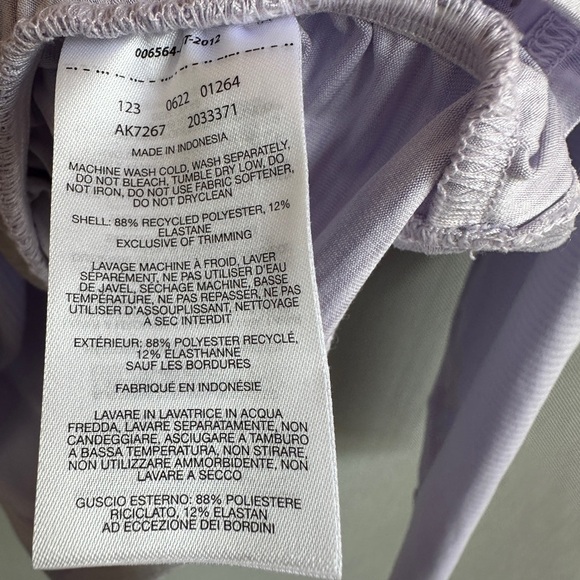 006564- T-2012
123 0622 01264
AK7267 2033371
MADE IN INDONESIA
MACHINE WASH COLD, WASH SEPARATELY,
DO NOT BLEACH, TUMBLE DRY LOW, DO
NOT IRON, DO NOT USE FABRIC SOFTENER,
DO NOT DRYCLEAN
SHELL: 88% RECYCLED POLYESTER, 12%
ELASTANE
EXCLUSIVE OF TRIMMING
LAVAGE MACHINE À FROID, LAVER
SÉPARÉMENT, NE PAS UTILISER D'EAU
DE JAVEL, SÉCHAGE MACHINE, BASSE
TEMPÉRATURE, NE PAS REPASSER, NE PAS
UTILISER D'ASSOUPLISSANT, NETTOYAGE
À SEC INTERDIT
EXTÉRIEUR: 88% POLYESTER RECYCLÉ,
12% ÉLASTHANNE
SAUF LES BORDURES
FABRIQUÉ EN INDONÉSIE
LAVARE IN LAVATRICE IN ACQUA
FREDDA, LAVARE SEPARATAMENTE, NON
CANDEGGIARE, ASCIUGARE A TAMBURO
A BASSA TEMPERATURA, NON STIRARE,
NON UTILIZZARE AMMORBIDENTE, NON
LAVARE A SECCO
GUSCIO ESTERNO: 88% POLIESTERE
RICICLATO, 12% ELASTAN
AD ECCEZIONE DEI BORDINI